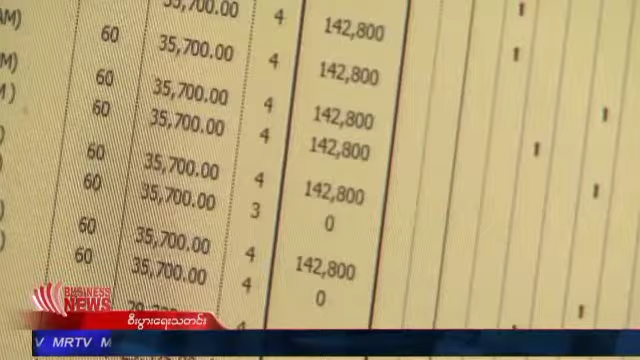 AM)
35,700.00 4 142,800
60 35,700.00 4 142,800
M)
60 35,700.00 4 142,800
M )
60 35,700.00 4 142,800
60 35,700.00 4 142,800
60 35,700.00 3 0
60 35,700.00 4 142,800
60 35,700.00 4 0
4
BUSINESS
NEWS
စီးပွားရေးသတင်း
V MRTV M